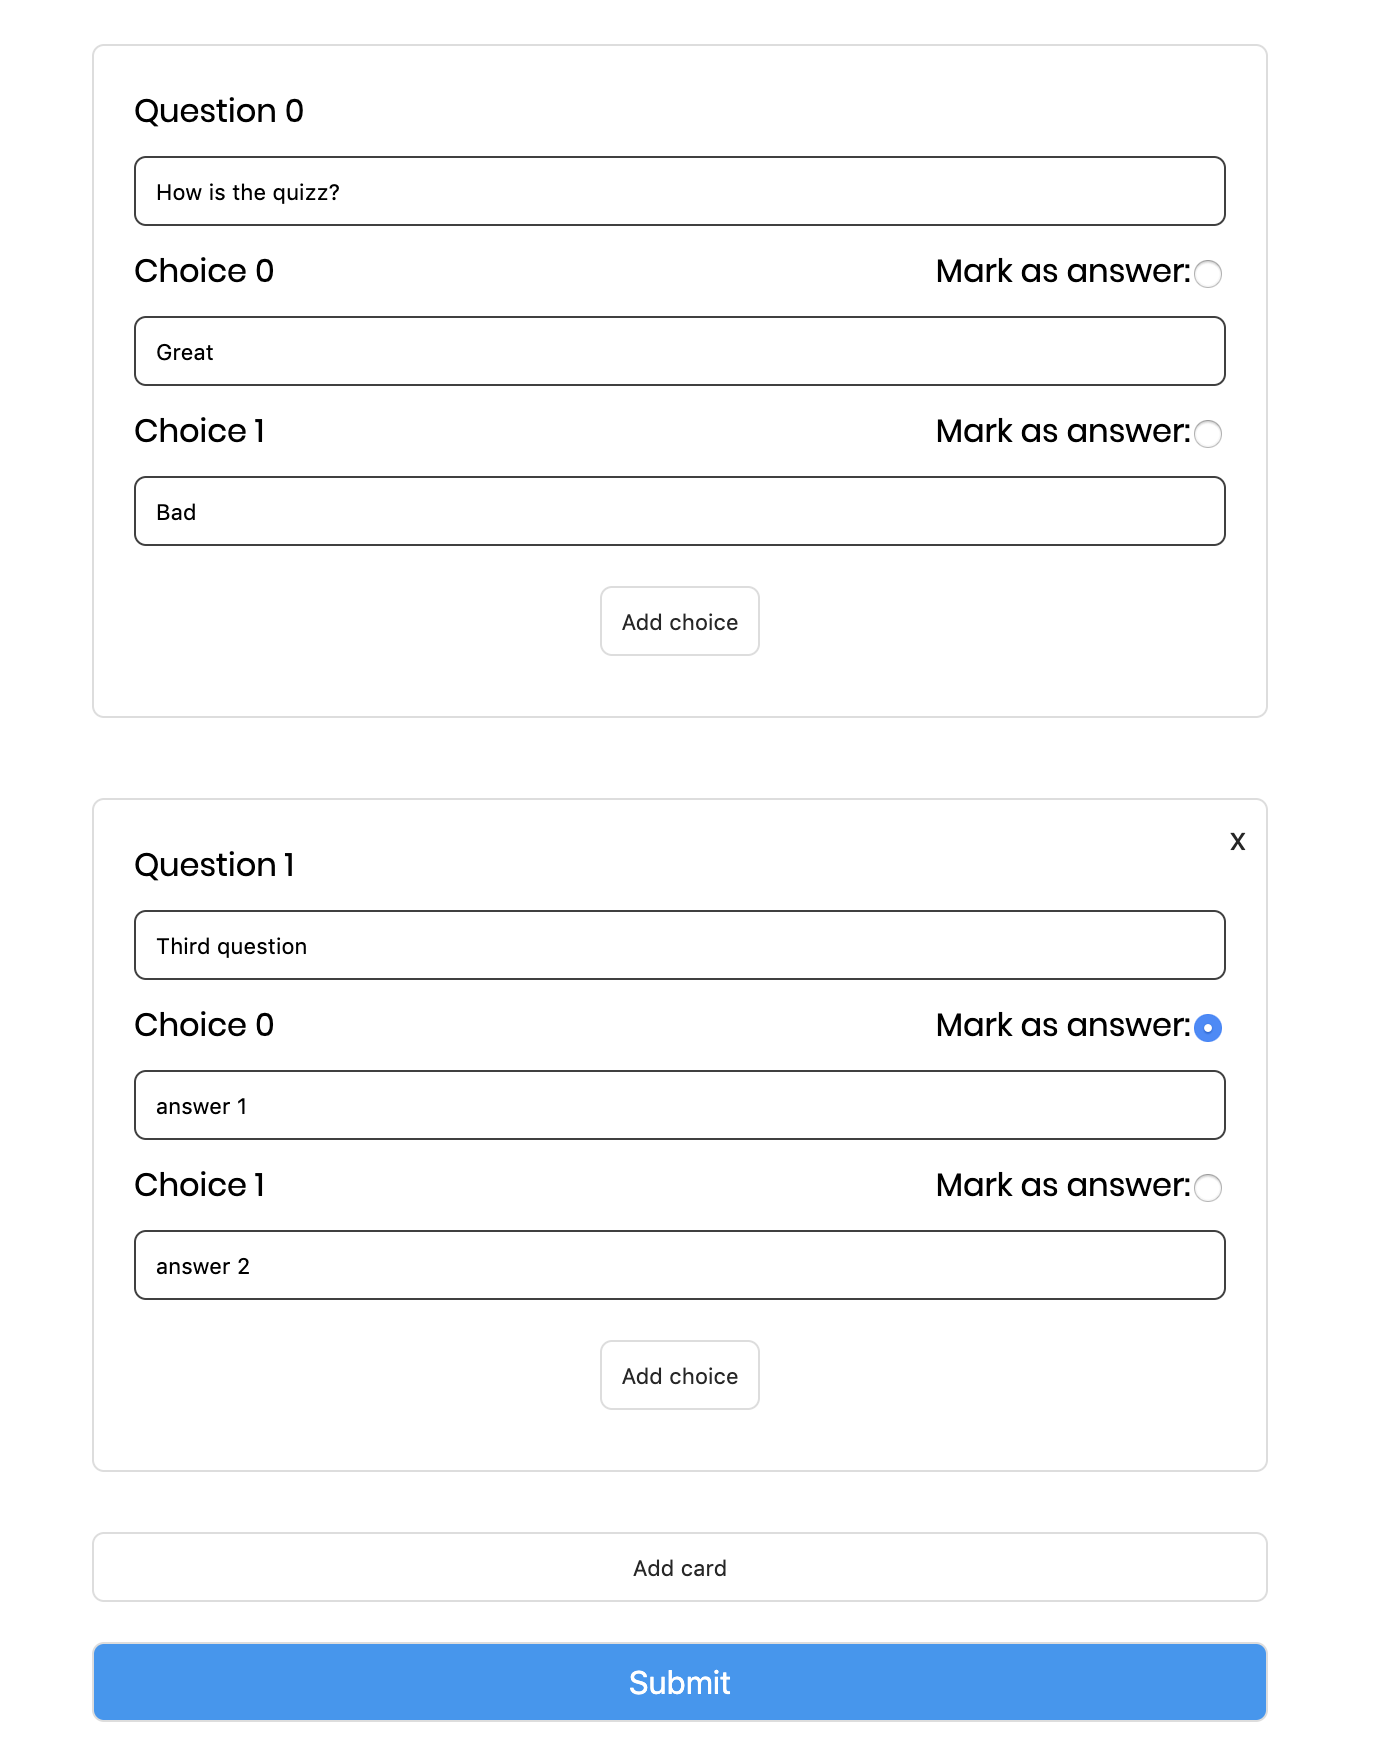 Question 0
How is the quizz?
Choice 0 Mark as answer:
Great
Choice 1 Mark as answer:
Bad
Add choice
X
Question 1
Third question
Choice 0 Mark as answer:
answer 1
Choice 1 Mark as answer:
answer 2
Add choice
Add card
Submit